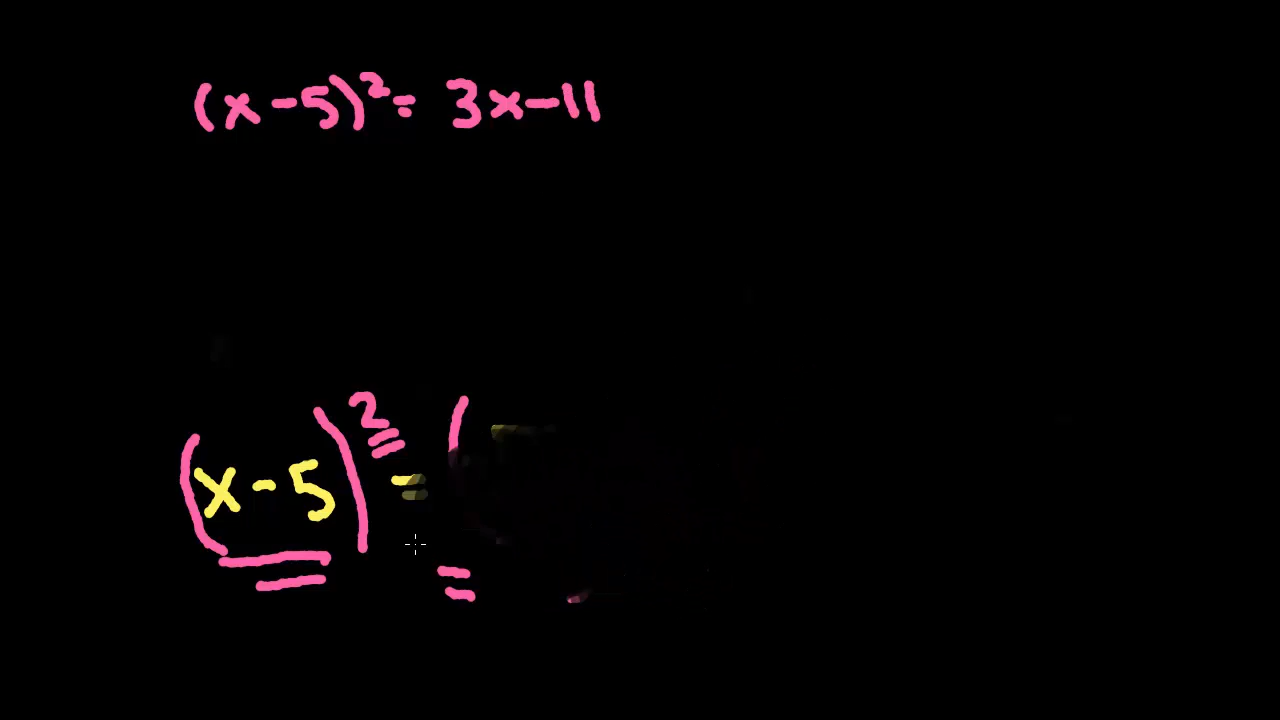 (x-5)²= 3x-11
(x-5)² = (
=